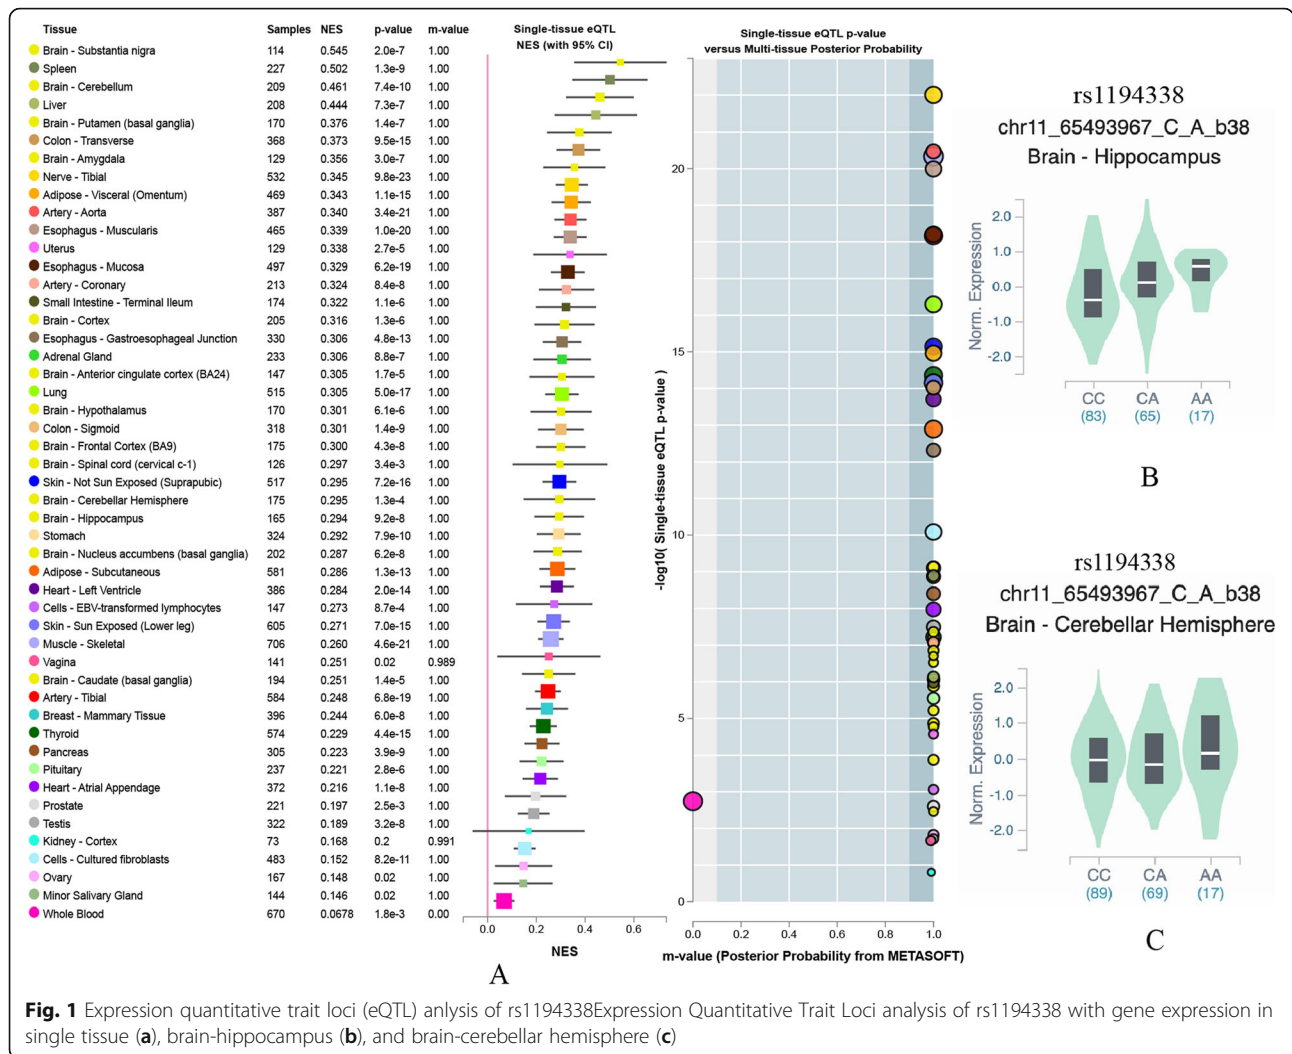 Tissue Samples NES p-value m-value
Brain - Substantia nigra 114 0.545 2.0e-7 1.00
Spleen 227 0.502 1.3e-9 1.00
Brain - Cerebellum 209 0.461 7.4e-10 1.00
Liver 208 0.444 7.3e-7 1.00
Brain - Putamen (basal ganglia) 170 0.376 1.4e-7 1.00
Colon - Transverse 368 0.373 9.5e-15 1.00
Brain - Amygdala 129 0.356 3.0e-7 1.00
Nerve - Tibial 532 0.345 9.8e-23 1.00
Adipose - Visceral (Omentum) 469 0.343 1.1e-15 1.00
Artery - Aorta 387 0.340 3.4e-21 1.00
Esophagus - Muscularis 465 0.339 1.0e-20 1.00
Uterus 129 0.338 2.7e-5 1.00
Esophagus - Mucosa 497 0.329 6.2e-19 1.00
Artery - Coronary 213 0.324 8.4e-8 1.00
Small Intestine - Terminal Ileum 174 0.322 1.1e-6 1.00
Brain - Cortex 205 0.316 1.3e-6 1.00
Esophagus - Gastroesophageal Junction 330 0.306 4.8e-13 1.00
Adrenal Gland 233 0.306 8.8e-7 1.00
Brain - Anterior cingulate cortex (BA24) 147 0.305 1.7e-5 1.00
Lung 515 0.305 5.0e-17 1.00
Brain - Hypothalamus 170 0.301 6.1e-6 1.00
Colon - Sigmoid 318 0.301 1.4e-9 1.00
Brain - Frontal Cortex (BA9) 175 0.300 4.3e-8 1.00
Brain - Spinal cord (cervical c-1) 126 0.297 3.4e-3 1.00
Skin - Not Sun Exposed (Suprapubic) 517 0.295 7.2e-16 1.00
Brain - Cerebellar Hemisphere 175 0.295 1.3e-4 1.00
Brain - Hippocampus 165 0.294 9.2e-8 1.00
Stomach 324 0.292 7.9e-10 1.00
Brain - Nucleus accumbens (basal ganglia) 202 0.287 6.2e-8 1.00
Adipose - Subcutaneous 581 0.286 1.3e-13 1.00
Heart - Left Ventricle 386 0.284 2.0e-14 1.00
Cells - EBV-transformed lymphocytes 147 0.273 8.7e-4 1.00
Skin - Sun Exposed (Lower leg) 605 0.271 7.0e-15 1.00
Muscle - Skeletal 706 0.260 4.6e-21 1.00
Vagina 141 0.251 0.02 0.989
Brain - Caudate (basal ganglia) 194 0.251 1.4e-5 1.00
Artery - Tibial 584 0.248 6.8e-19 1.00
Breast - Mammary Tissue 396 0.244 6.0e-8 1.00
Thyroid 574 0.229 4.4e-15 1.00
Pancreas 305 0.223 3.9e-9 1.00
Pituitary 237 0.221 2.8e-6 1.00
Heart - Atrial Appendage 372 0.216 1.1e-8 1.00
Prostate 221 0.197 2.5e-3 1.00
Testis 322 0.189 3.2e-8 1.00
Kidney - Cortex 73 0.168 0.2 0.991
Cells - Cultured fibroblasts 483 0.152 8.2e-11 1.00
Ovary 167 0.148 0.02 1.00
Minor Salivary Gland 144 0.146 0.02 1.00
Whole Blood 670 0.0678 1.8e-3 0.00
Single-tissue eQTL
NES (with 95% CI)
0.0 0.2 0.4 0.6
NES
A
Single-tissue eQTL p-value
versus Multi-tissue Posterior Probability
-log10( Single-tissue eQTL p-value )
20
15
10
5
0
0.0 0.2 0.4 0.6 0.8 1.0
m-value (Posterior Probability from METASOFT)
rs1194338
chr11_65493967_C_A_b38
Brain - Hippocampus
Norm. Expression
2.0
1.0
0.0
-1.0
-2.0
CC CA AA
(83) (65) (17)
B
rs1194338
chr11_65493967_C_A_b38
Brain - Cerebellar Hemisphere
Norm. Expression
2.0
1.0
0.0
-1.0
-2.0
CC CA AA
(89) (69) (17)
C
Fig. 1 Expression quantitative trait loci (eQTL) anlysis of rs1194338Expression Quantitative Trait Loci analysis of rs1194338 with gene expression in
single tissue (a), brain-hippocampus (b), and brain-cerebellar hemisphere (c)